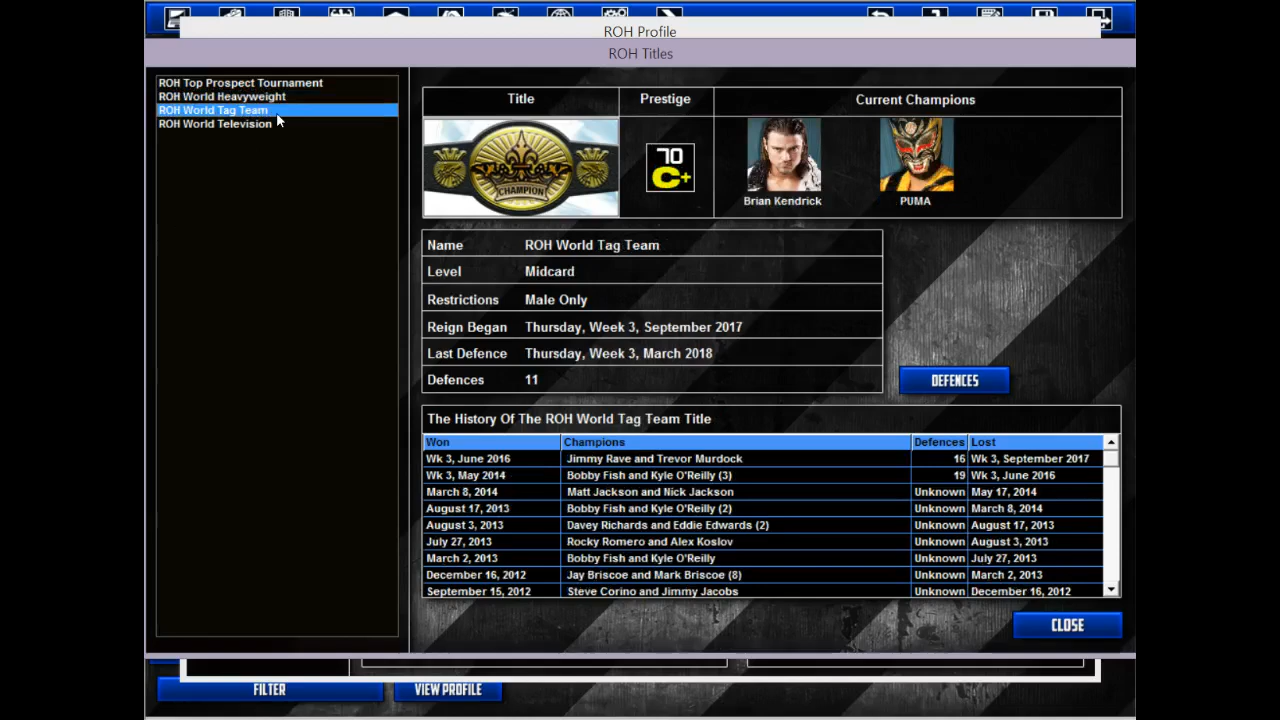 ROH Profile
ROH Titles
ROH Top Prospect Tournament
ROH World Heavyweight
ROH World Tag Team
ROH World Television
Title Prestige Current Champions
CHAMPION
70
C+
Brian Kendrick PUMA
Name ROH World Tag Team
Level Midcard
Restrictions Male Only
Reign Began Thursday, Week 3, September 2017
Last Defence Thursday, Week 3, March 2018
Defences 11
DEFENCES
The History Of The ROH World Tag Team Title
Won Champions Defences Lost
Wk 3, June 2016 Jimmy Rave and Trevor Murdock 16 Wk 3, September 2017
Wk 3, May 2014 Bobby Fish and Kyle O'Reilly (3) 19 Wk 3, June 2016
March 8, 2014 Matt Jackson and Nick Jackson Unknown May 17, 2014
August 17, 2013 Bobby Fish and Kyle O'Reilly (2) Unknown March 8, 2014
August 3, 2013 Davey Richards and Eddie Edwards (2) Unknown August 17, 2013
July 27, 2013 Rocky Romero and Alex Koslov Unknown August 3, 2013
March 2, 2013 Bobby Fish and Kyle O'Reilly Unknown July 27, 2013
December 16, 2012 Jay Briscoe and Mark Briscoe (8) Unknown March 2, 2013
September 15, 2012 Steve Corino and Jimmy Jacobs Unknown December 16, 2012
CLOSE
FILTER VIEW PROFILE